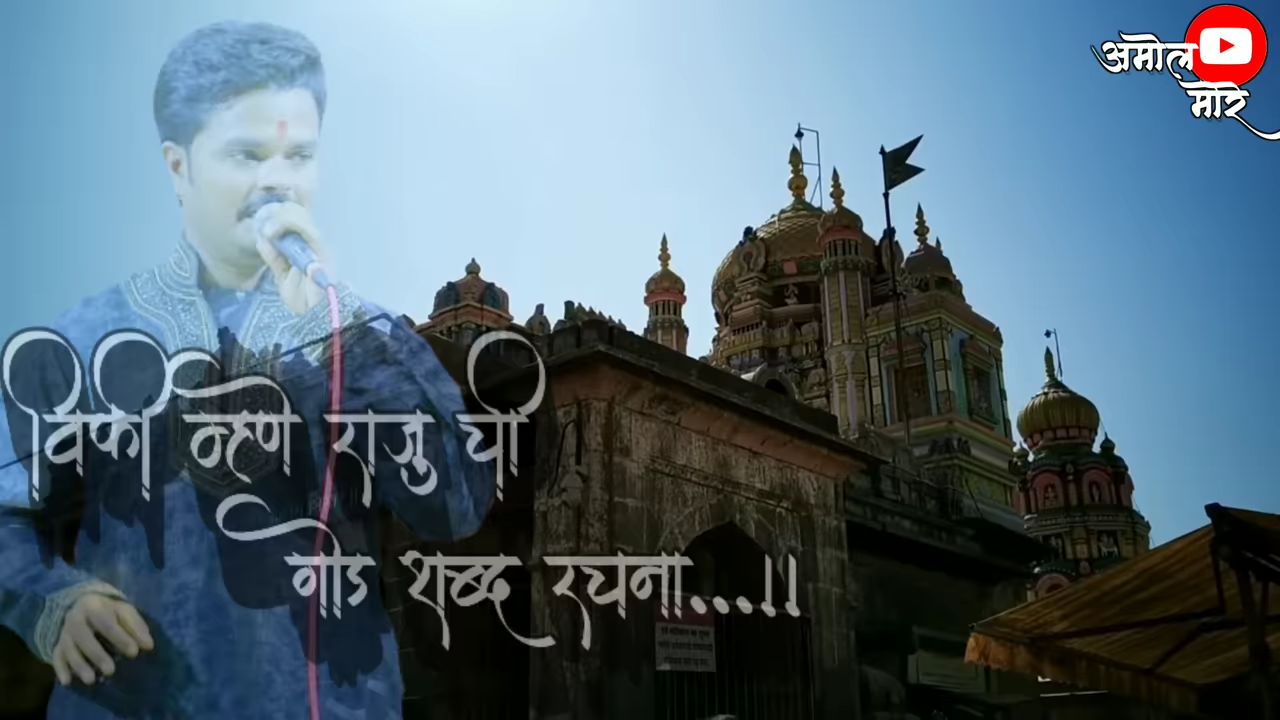 अमोल
मोरे
विकी म्हणे राजु ची
गोड शब्द रचना...।।